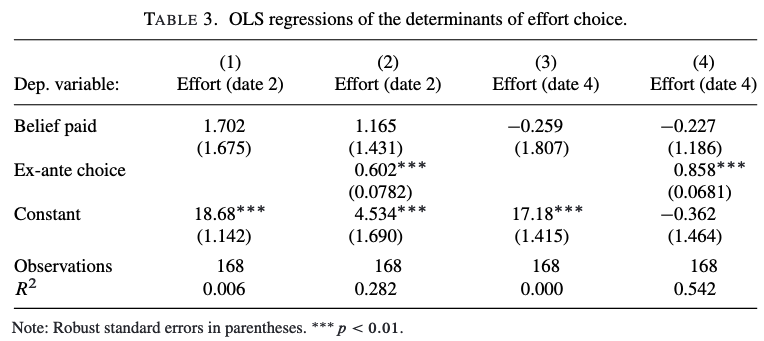 TABLE 3. OLS regressions of the determinants of effort choice.
(1) (2) (3) (4)
Dep. variable: Effort (date 2) Effort (date 2) Effort (date 4) Effort (date 4)
Belief paid 1.702 1.165 −0.259 −0.227
(1.675) (1.431) (1.807) (1.186)
Ex-ante choice 0.602*** 0.858***
(0.0782) (0.0681)
Constant 18.68*** 4.534*** 17.18*** −0.362
(1.142) (1.690) (1.415) (1.464)
Observations 168 168 168 168
R² 0.006 0.282 0.000 0.542
Note: Robust standard errors in parentheses. ***p < 0.01.